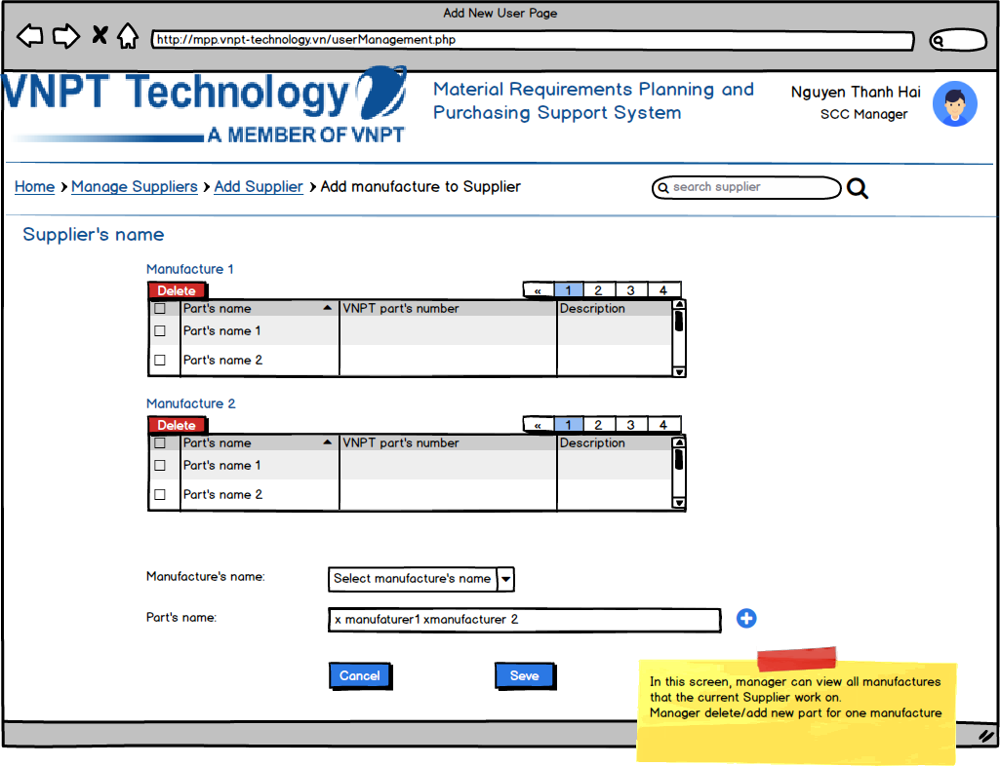 Add New User Page
http://mpp.vnpt-technology.vn/userManagement.php
VNPT Technology
A MEMBER OF VNPT
Material Requirements Planning and
Purchasing Support System
Nguyen Thanh Hai
SCC Manager
Home > Manage Suppliers > Add Supplier > Add manufacture to Supplier
search supplier
Supplier's name
Manufacture 1
Delete « 1 2 3 4
Part's name VNPT part's number Description
Part's name 1
Part's name 2
Manufacture 2
Delete « 1 2 3 4
Part's name VNPT part's number Description
Part's name 1
Part's name 2
Manufacture's name: Select manufacture's name
Part's name: x manufaturer1 xmanufacturer 2
Cancel Seve
In this screen, manager can view all manufactures
that the current Supplier work on.
Manager delete/add new part for one manufacture